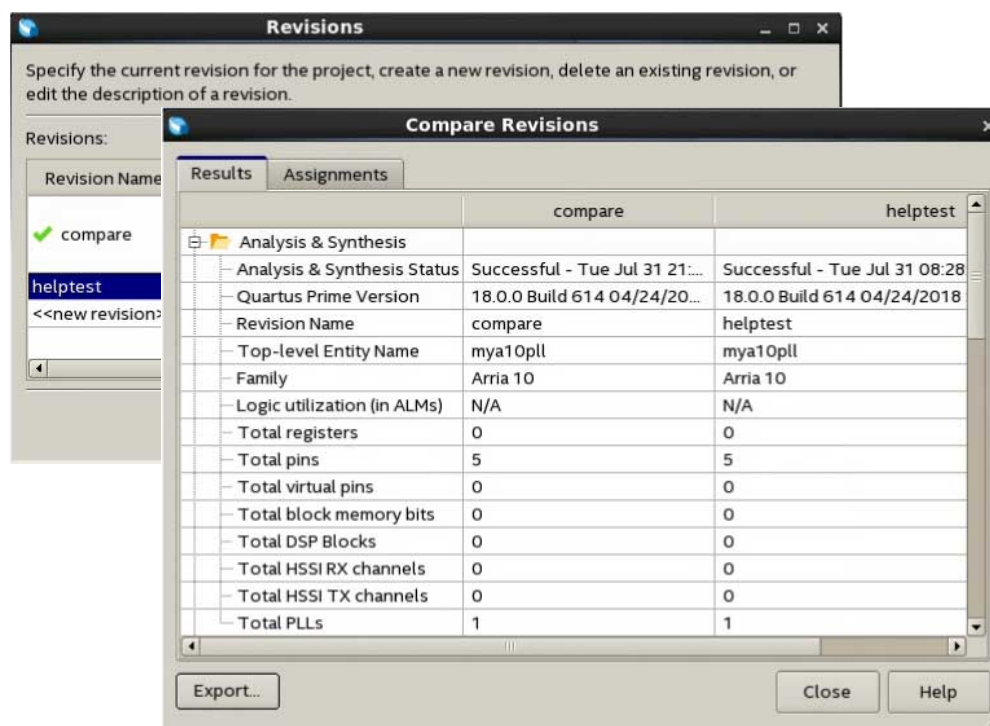 Revisions
Specify the current revision for the project, create a new revision, delete an existing revision, or
edit the description of a revision.
Revisions:
Revision Name
compare
helptest
<<new revision>
Compare Revisions
Results Assignments
compare helptest
Analysis & Synthesis
Analysis & Synthesis Status Successful - Tue Jul 31 21:... Successful - Tue Jul 31 08:28
Quartus Prime Version 18.0.0 Build 614 04/24/20... 18.0.0 Build 614 04/24/2018
Revision Name compare helptest
Top-level Entity Name mya10pll mya10pll
Family Arria 10 Arria 10
Logic utilization (in ALMs) N/A N/A
Total registers 0 0
Total pins 5 5
Total virtual pins 0 0
Total block memory bits 0 0
Total DSP Blocks 0 0
Total HSSI RX channels 0 0
Total HSSI TX channels 0 0
Total PLLs 1 1
Export... Close Help